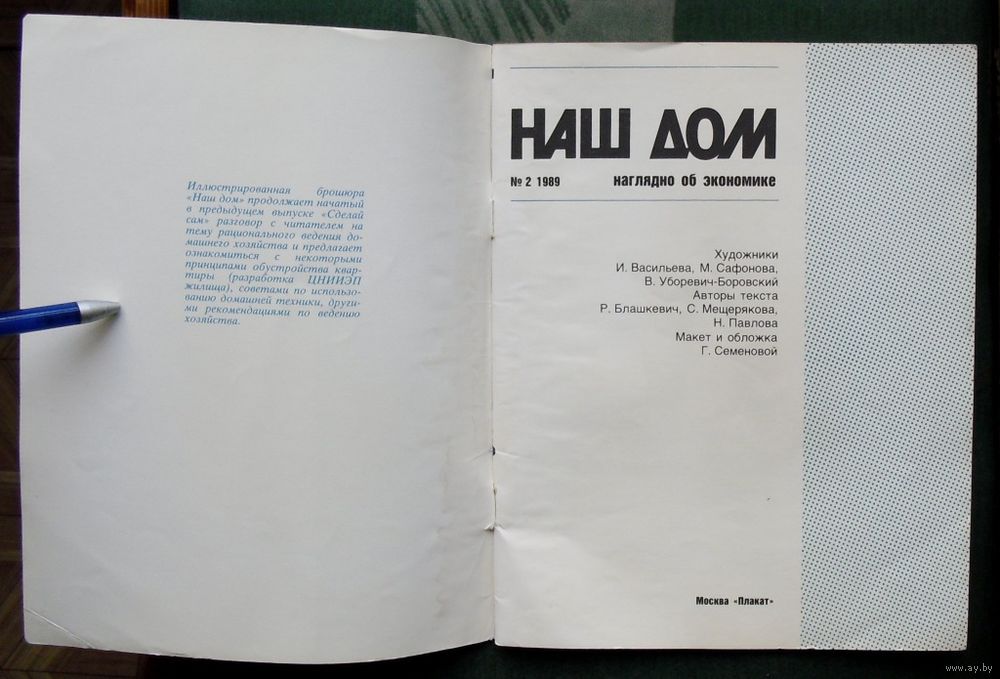 Иллюстрированная брошюра
«Наш дом» продолжает начатый
в предыдущем выпуске «Сделай
сам» разговор с читателем на
тему рационального ведения до-
машнего хозяйства и предлагает
ознакомиться с некоторыми
принципами обустройства квар-
тиры (разработка ЦНИИЭП
жилища), советами по использо-
ванию домашней техники, други-
ми рекомендациями по ведению
хозяйства.
НАШ ДОМ
№ 2 1989 наглядно об экономике
Художники
И. Васильева, М. Сафонова,
В. Уборевич-Боровский
Авторы текста
Р. Блашкевич, С. Мещерякова,
Н. Павлова
Макет и обложка
Г. Семеновой
Москва «Плакат»
www.ay.by